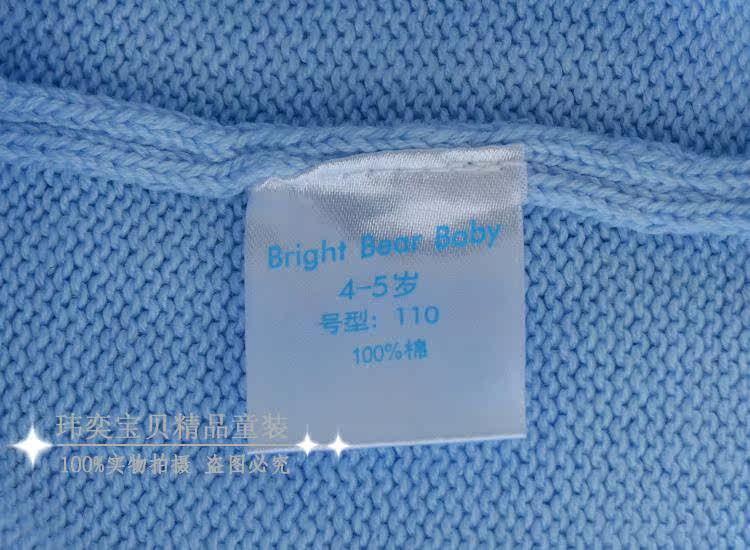 Bright Bear Baby
4-5岁
号型：110
100%棉
玮奕宝贝精品童装
100%实物拍摄 盗图必究